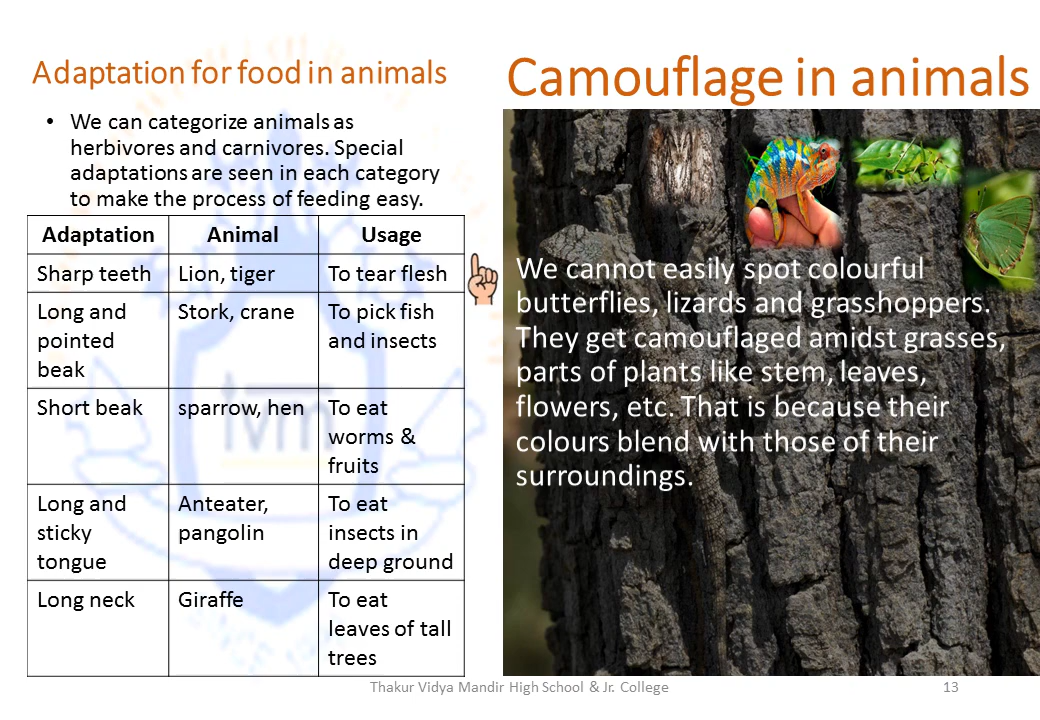 Adaptation for food in animals
• We can categorize animals as
herbivores and carnivores. Special
adaptations are seen in each category
to make the process of feeding easy.
Adaptation Animal Usage
Sharp teeth Lion, tiger To tear flesh
Long and pointed beak Stork, crane To pick fish and insects
Short beak sparrow, hen To eat worms & fruits
Long and sticky tongue Anteater, pangolin To eat insects in deep ground
Long neck Giraffe To eat leaves of tall trees
Camouflage in animals
We cannot easily spot colourful
butterflies, lizards and grasshoppers.
They get camouflaged amidst grasses,
parts of plants like stem, leaves,
flowers, etc. That is because their
colours blend with those of their
surroundings.
tvm
Thakur Vidya Mandir High School & Jr. College
13